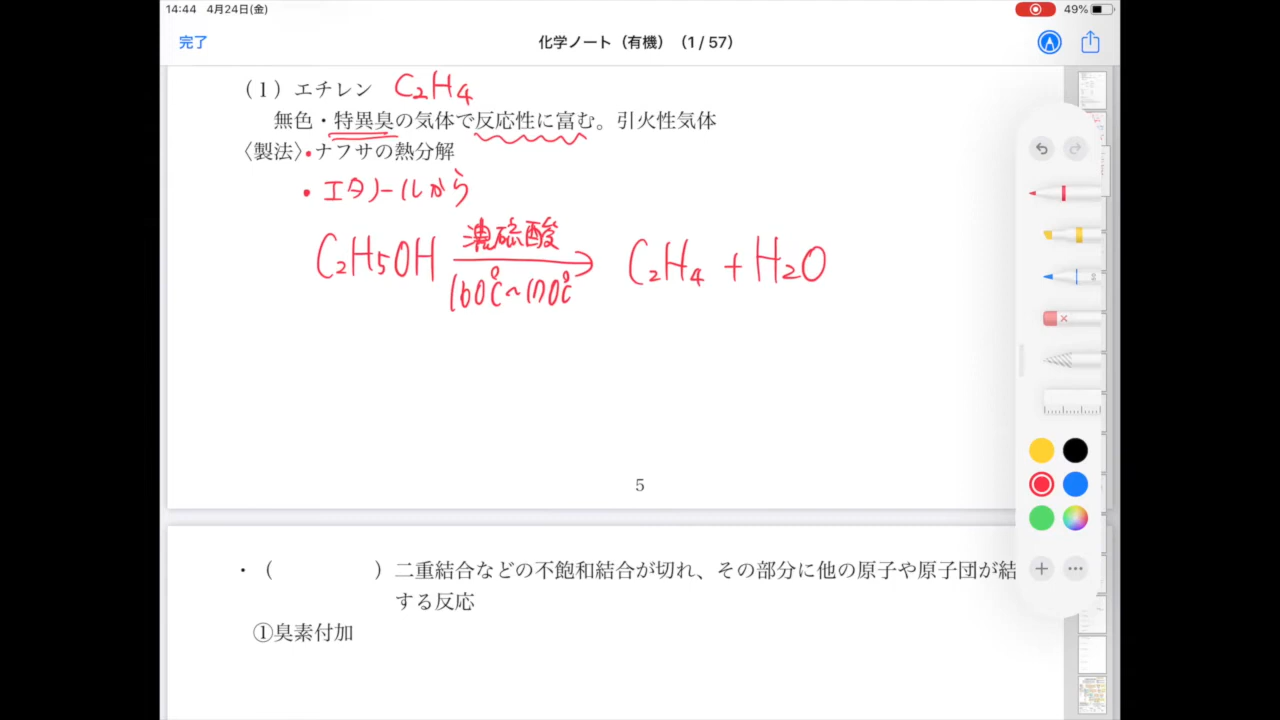 14:44 4月24日(金)
49%
完了
化学ノート（有機）（1 / 57）
（１）エチレン C₂H₄
無色・特異臭の気体で反応性に富む。引火性気体
〈製法〉・ナフサの熱分解
・エタノールから
濃硫酸
C₂H₅OH → C₂H₄ + H₂O
160℃〜170℃
5
・（　　　　　）二重結合などの不飽和結合が切れ、その部分に他の原子や原子団が結
する反応
①臭素付加